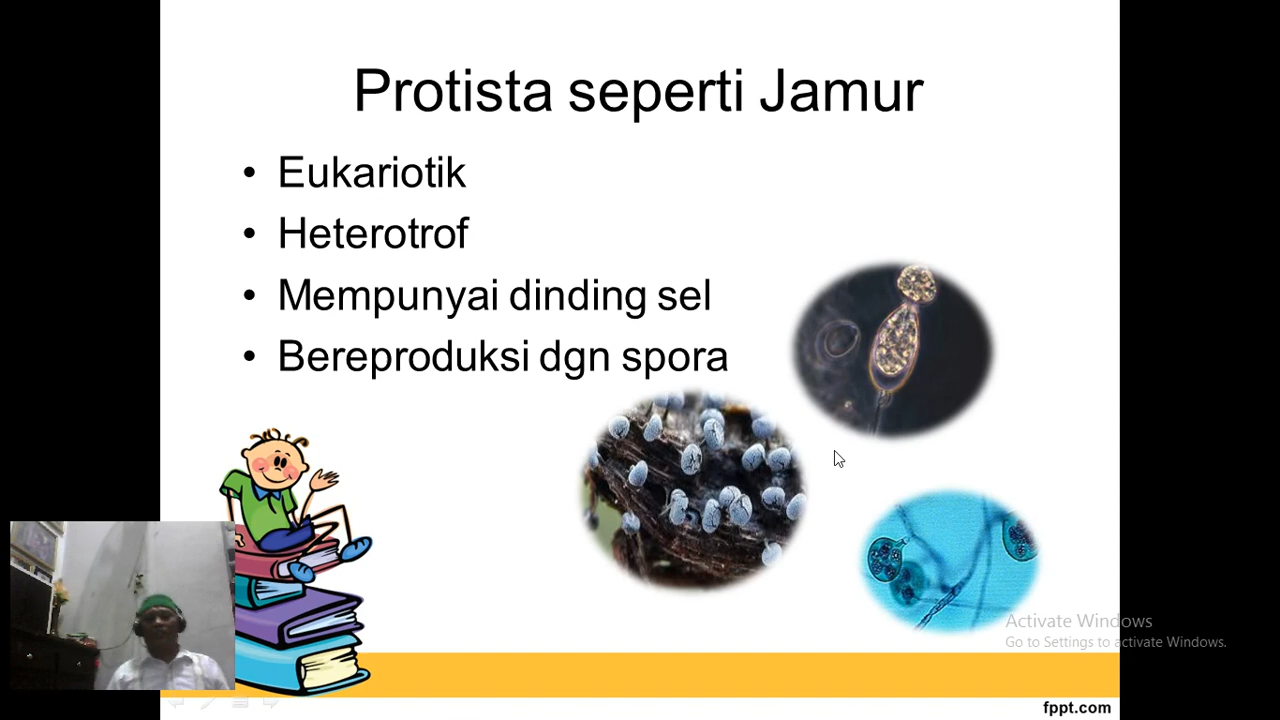 Protista seperti Jamur
• Eukariotik
• Heterotrof
• Mempunyai dinding sel
• Bereproduksi dgn spora
Activate Windows
Go to Settings to activate Windows.
fppt.com